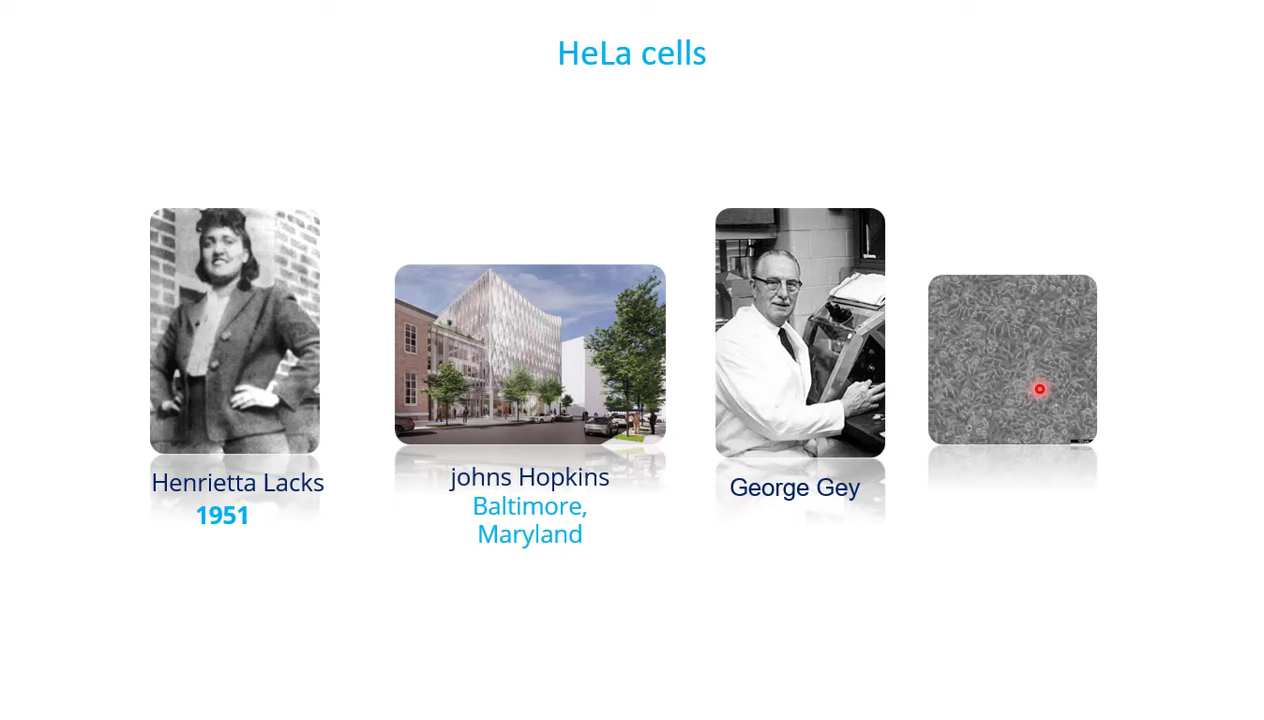 HeLa cells
Henrietta Lacks
1951
johns Hopkins
Baltimore,
Maryland
George Gey